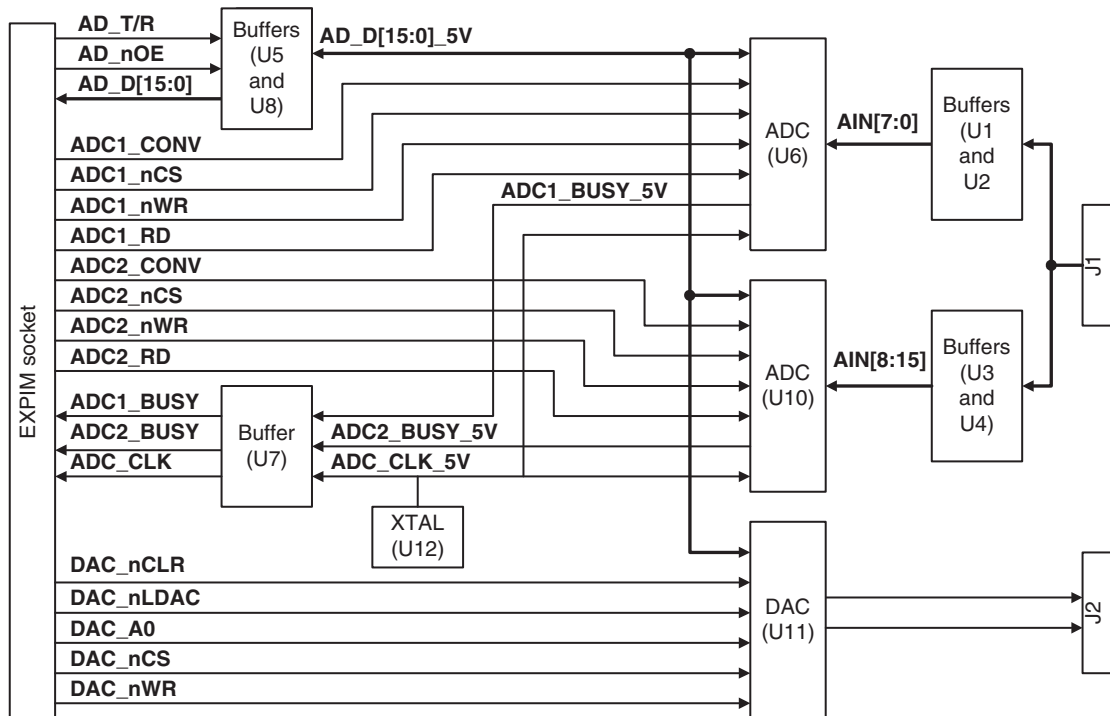 AD_T/R
AD_nOE
AD_D[15:0]
Buffers
(U5
and
U8)
AD_D[15:0]_5V
ADC1_CONV
ADC1_nCS
ADC1_nWR
ADC1_RD
ADC2_CONV
ADC2_nCS
ADC2_nWR
ADC2_RD
ADC1_BUSY
ADC2_BUSY
ADC_CLK
EXPIM socket
Buffer
(U7)
ADC1_BUSY_5V
ADC2_BUSY_5V
ADC_CLK_5V
XTAL
(U12)
ADC
(U6)
AIN[7:0]
Buffers
(U1
and
U2
J1
ADC
(U10)
AIN[8:15]
Buffers
(U3
and
U4)
DAC_nCLR
DAC_nLDAC
DAC_A0
DAC_nCS
DAC_nWR
DAC
(U11)
J2